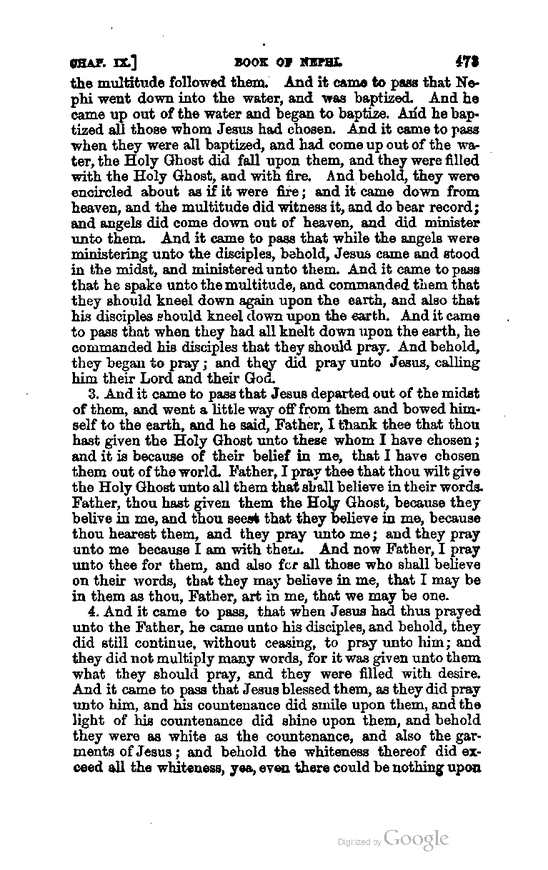 CHAP. IX.] BOOK OF NEPHI. 473
the multitude followed them. And it came to pass that Ne-
phi went down into the water, and was baptized. And he
came up out of the water and began to baptize. And he bap-
tized all those whom Jesus had chosen. And it came to pass
when they were all baptized, and had come up out of the wa-
ter, the Holy Ghost did fall upon them, and they were filled
with the Holy Ghost, and with fire. And behold, they were
encircled about as if it were fire; and it came down from
heaven, and the multitude did witness it, and do bear record;
and angels did come down out of heaven, and did minister
unto them. And it came to pass that while the angels were
ministering unto the disciples, behold, Jesus came and stood
in the midst, and ministered unto them. And it came to pass
that he spake unto the multitude, and commanded them that
they should kneel down again upon the earth, and also that
his disciples should kneel down upon the earth. And it came
to pass that when they had all knelt down upon the earth, he
commanded his disciples that they should pray. And behold,
they began to pray; and they did pray unto Jesus, calling
him their Lord and their God.
3. And it came to pass that Jesus departed out of the midst
of them, and went a little way off from them and bowed him-
self to the earth, and he said, Father, I thank thee that thou
hast given the Holy Ghost unto these whom I have chosen;
and it is because of their belief in me, that I have chosen
them out of the world. Father, I pray thee that thou wilt give
the Holy Ghost unto all them that shall believe in their words.
Father, thou hast given them the Holy Ghost, because they
belive in me, and thou seest that they believe in me, because
thou hearest them, and they pray unto me; and they pray
unto me because I am with them. And now Father, I pray
unto thee for them, and also for all those who shall believe
on their words, that they may believe in me, that I may be
in them as thou, Father, art in me, that we may be one.
4. And it came to pass, that when Jesus had thus prayed
unto the Father, he came unto his disciples, and behold, they
did still continue, without ceasing, to pray unto him; and
they did not multiply many words, for it was given unto them
what they should pray, and they were filled with desire.
And it came to pass that Jesus blessed them, as they did pray
unto him, and his countenance did smile upon them, and the
light of his countenance did shine upon them, and behold
they were as white as the countenance, and also the gar-
ments of Jesus; and behold the whiteness thereof did ex-
ceed all the whiteness, yea, even there could be nothing upon
Digitized by Google